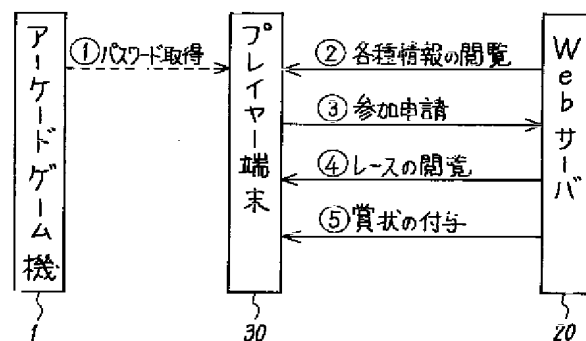 アーケードゲーム機
①パスワード取得
プレイヤー端末
②各種情報の閲覧
③参加申請
④レースの閲覧
⑤賞状の付与
Webサーバ
1
30
20